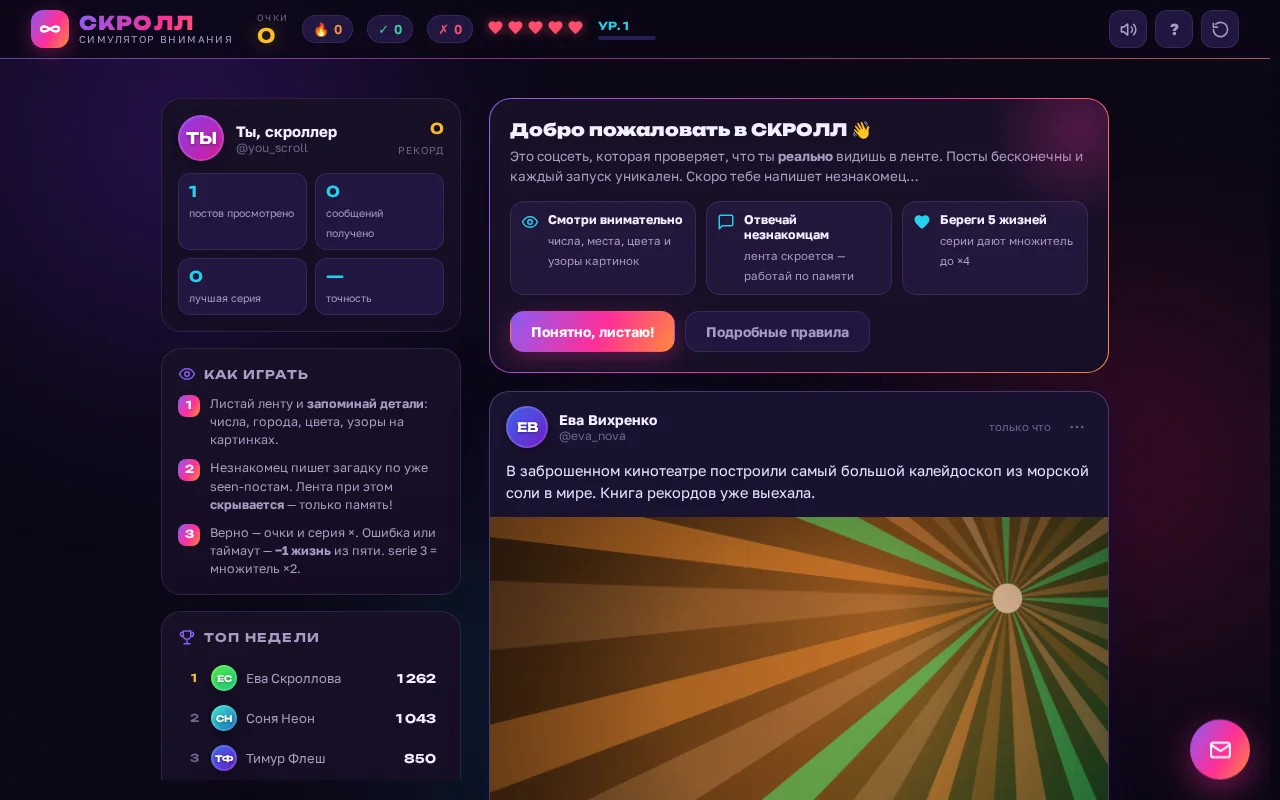 СКРОЛЛ
СИМУЛЯТОР ВНИМАНИЯ
ОЧКИ
0
🔥 0
✓ 0
✗ 0
УР.1
?
ТЫ
Ты, скроллер
@you_scroll
0
РЕКОРД
1
постов просмотрено
0
сообщений
получено
0
лучшая серия
—
точность
КАК ИГРАТЬ
1
Листай ленту и запоминай детали:
числа, города, цвета, узоры на
картинках.
2
Незнакомец пишет загадку по уже
seen-постам. Лента при этом
скрывается — только память!
3
Верно — очки и серия ×. Ошибка или
таймаут — −1 жизнь из пяти. serie 3 =
множитель ×2.
ТОП НЕДЕЛИ
1 ЕС Ева Скроллова 1 262
2 СН Соня Неон 1 043
3 ТФ Тимур Флеш 850
Добро пожаловать в СКРОЛЛ 👋
Это соцсеть, которая проверяет, что ты реально видишь в ленте. Посты бесконечны и
каждый запуск уникален. Скоро тебе напишет незнакомец…
Смотри внимательно
числа, места, цвета и
узоры картинок
Отвечай
незнакомцам
лента скроется —
работай по памяти
Береги 5 жизней
серии дают множитель
до ×4
Понятно, листаю!
Подробные правила
ЕВ
Ева Вихренко
@eva_nova
только что
В заброшенном кинотеатре построили самый большой калейдоскоп из морской
соли в мире. Книга рекордов уже выехала.